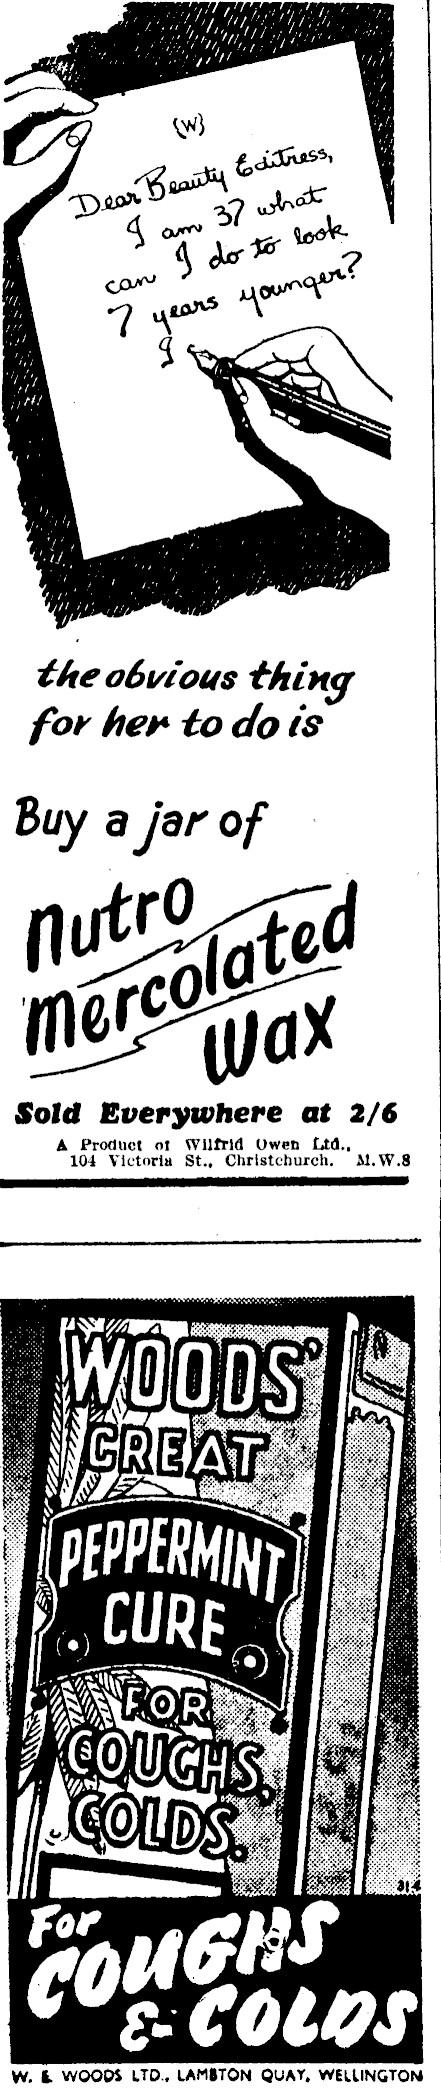 {W}
Dear Beauty Editress,
I am 37 what
can I do to look
7 years younger?
I
the obvious thing
for her to do is
Buy a jar of
Nutro
Mercolated
Wax
Sold Everywhere at 2/6
A Product of Wilfrid Owen Ltd.,
104 Victoria St., Christchurch. M.W.8
WOODS'
GREAT
PEPPERMINT
CURE
FOR
COUGHS,
COLDS.
31.4
For
COUGHS
& COLDS
W. E. WOODS LTD., LAMBTON QUAY, WELLINGTON